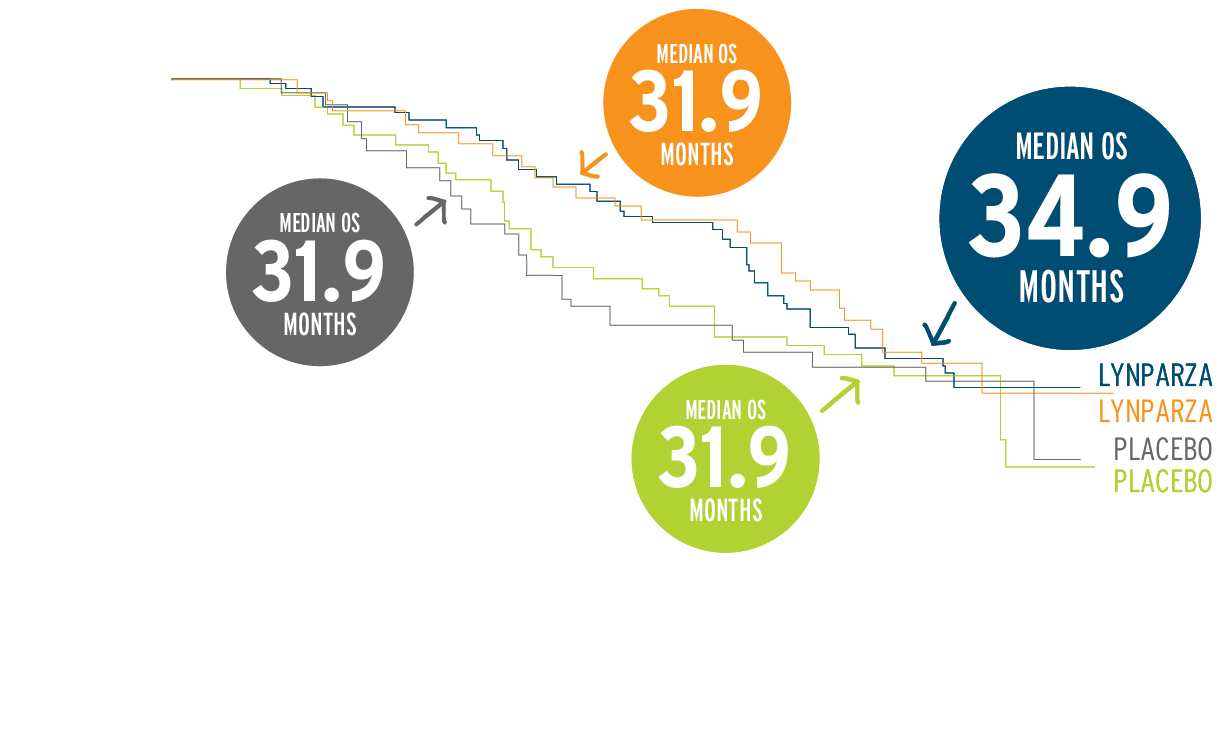 MEDIAN OS
31.9
MONTHS
MEDIAN OS
34.9
MONTHS
MEDIAN OS
31.9
MONTHS
MEDIAN OS
31.9
MONTHS
LYNPARZA
LYNPARZA
PLACEBO
PLACEBO